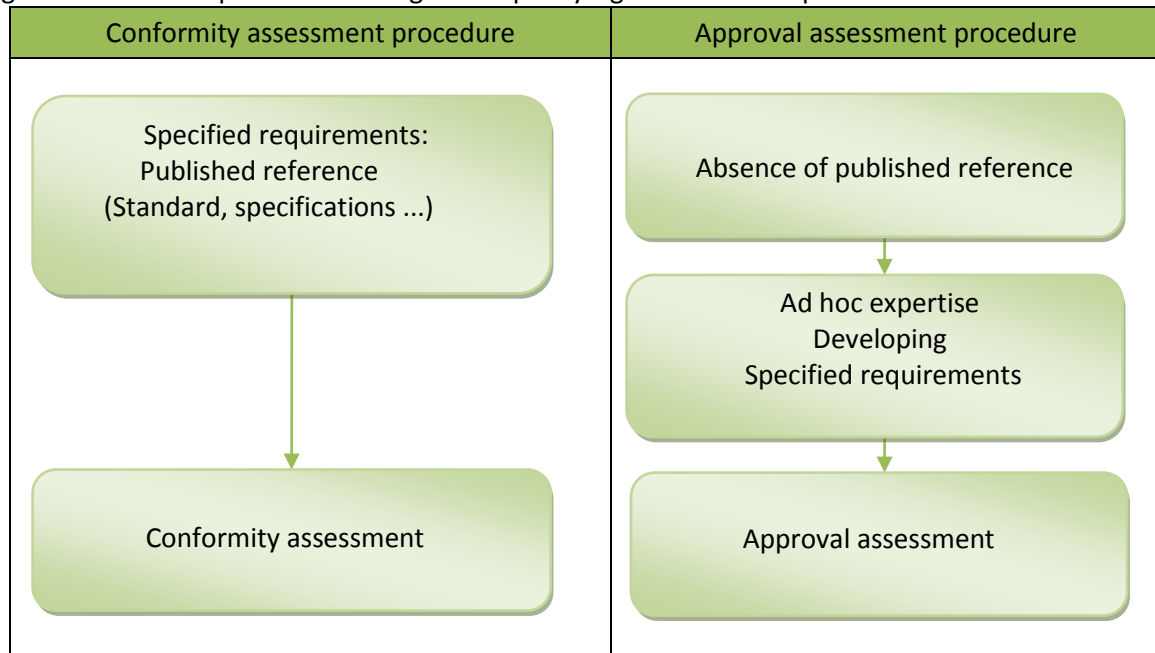 Conformity assessment procedure
Approval assessment procedure
Specified requirements:
Published reference
(Standard, specifications ...)
Conformity assessment
Absence of published reference
Ad hoc expertise
Developing
Specified requirements
Approval assessment